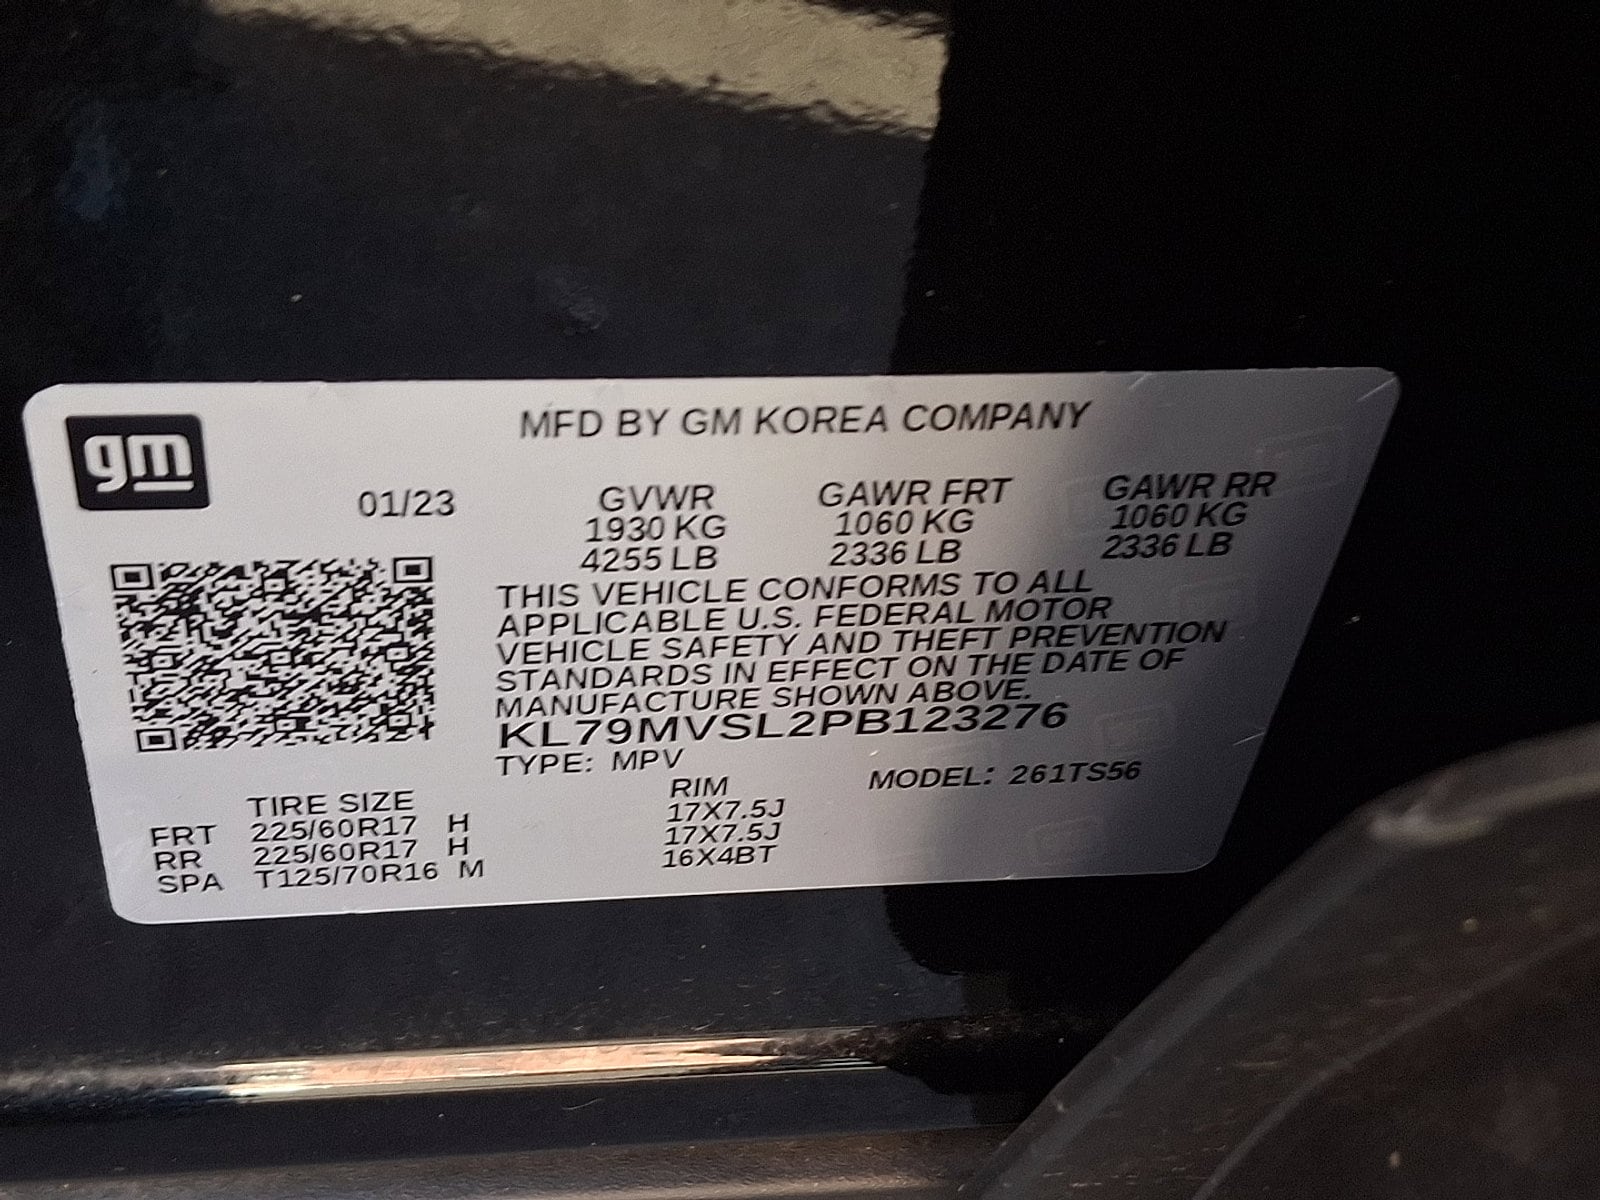 gm
MFD BY GM KOREA COMPANY
01/23
GVWR GAWR FRT GAWR RR
1930 KG 1060 KG 1060 KG
4255 LB 2336 LB 2336 LB
THIS VEHICLE CONFORMS TO ALL
APPLICABLE U.S. FEDERAL MOTOR
VEHICLE SAFETY AND THEFT PREVENTION
STANDARDS IN EFFECT ON THE DATE OF
MANUFACTURE SHOWN ABOVE.
KL79MVSL2PB123276
TYPE: MPV MODEL: 261TS56
TIRE SIZE RIM
FRT 225/60R17 H 17X7.5J
RR 225/60R17 H 17X7.5J
SPA T125/70R16 M 16X4BT